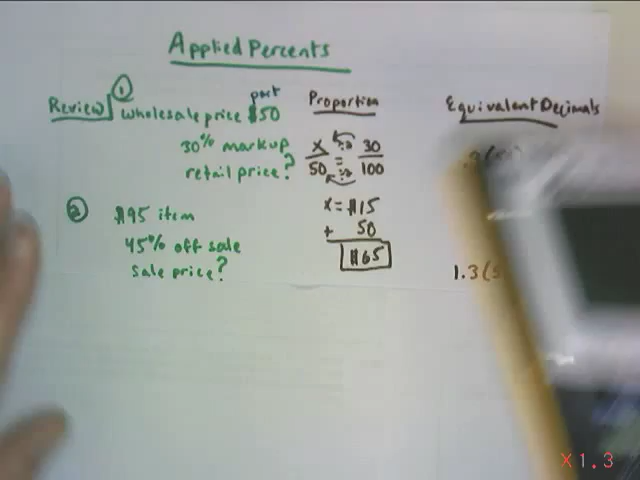 Applied Percents
Review
①
part
wholesale price $50
30% markup
retail price?
② $95 item
45% off sale
sale price?
Proportion
x/50 = 30/100
x = $15
+ 50
$65
Equivalent Decimals
1.3(5
X1.3